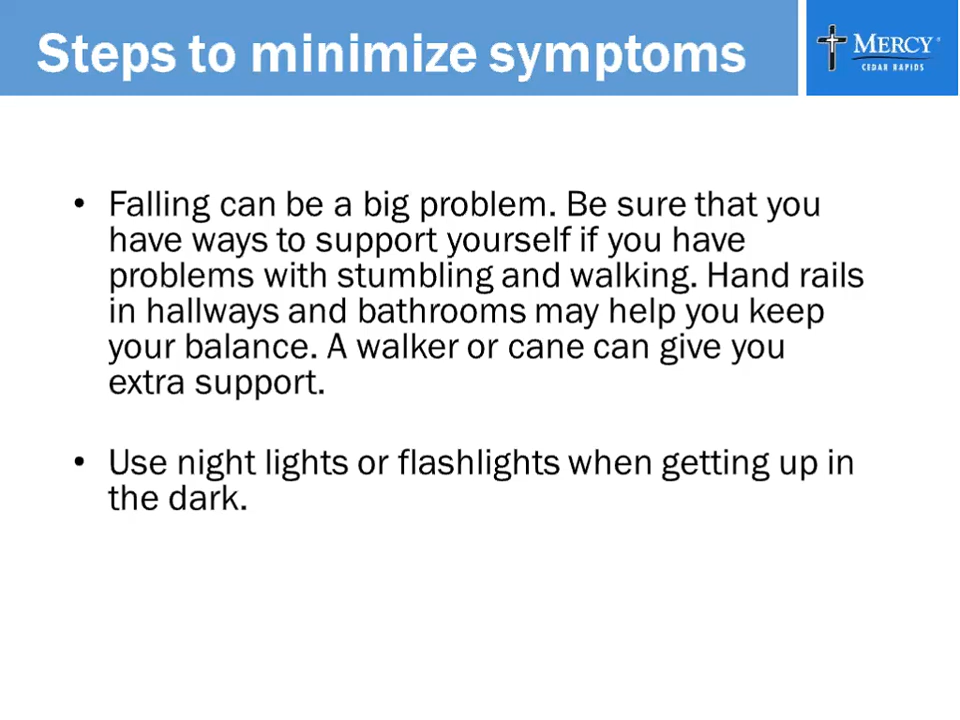 Steps to minimize symptoms
MERCY®
CEDAR RAPIDS
• Falling can be a big problem. Be sure that you
have ways to support yourself if you have
problems with stumbling and walking. Hand rails
in hallways and bathrooms may help you keep
your balance. A walker or cane can give you
extra support.
• Use night lights or flashlights when getting up in
the dark.